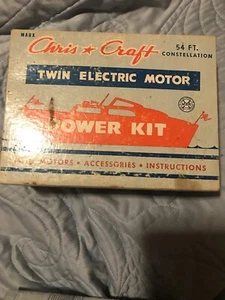 MARX
Chris ★ Craft
54 FT.
CONSTELLATION
TWIN ELECTRIC MOTOR
POWER KIT
MOTORS • ACCESSORIES • INSTRUCTIONS